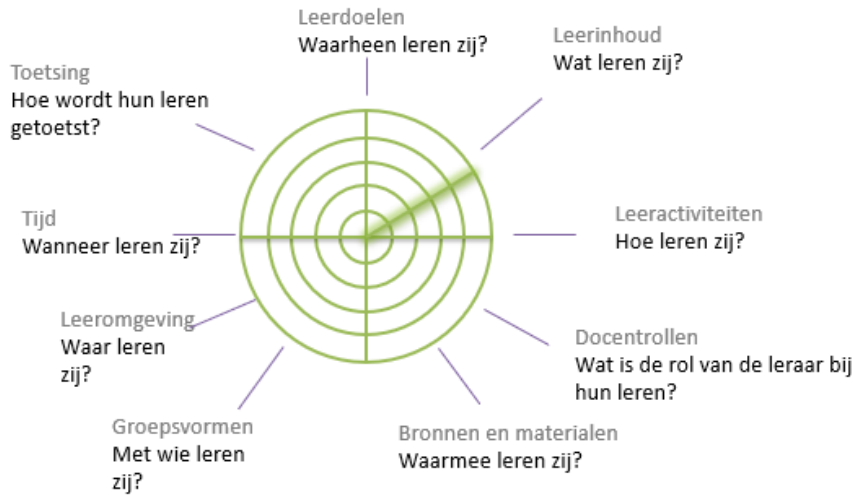 Leerdoelen
Waarheen leren zij?
Leerinhoud
Wat leren zij?
Leeractiviteiten
Hoe leren zij?
Docentrollen
Wat is de rol van de leraar bij
hun leren?
Bronnen en materialen
Waarmee leren zij?
Groepsvormen
Met wie leren
zij?
Leeromgeving
Waar leren
zij?
Tijd
Wanneer leren zij?
Toetsing
Hoe wordt hun leren
getoetst?